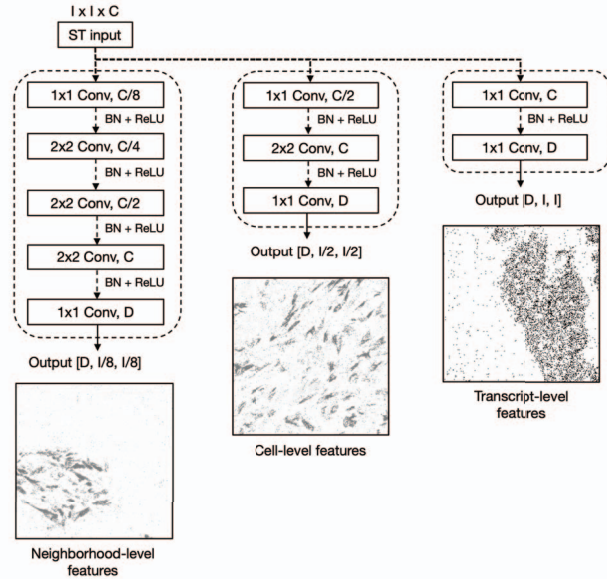 I x I x C
ST input
1x1 Conv, C/8
BN + ReLU
2x2 Conv, C/4
BN + ReLU
2x2 Conv, C/2
BN + ReLU
2x2 Conv, C
BN + ReLU
1x1 Conv, D
Output [D, I/8, I/8]
Neighborhood-level
features
1x1 Conv, C/2
BN + ReLU
2x2 Conv, C
BN + ReLU
1x1 Conv, D
Output [D, I/2, I/2]
Cell-level features
1x1 Conv, C
BN + ReLU
1x1 Conv, D
Output [D, I, I]
Transcript-level
features